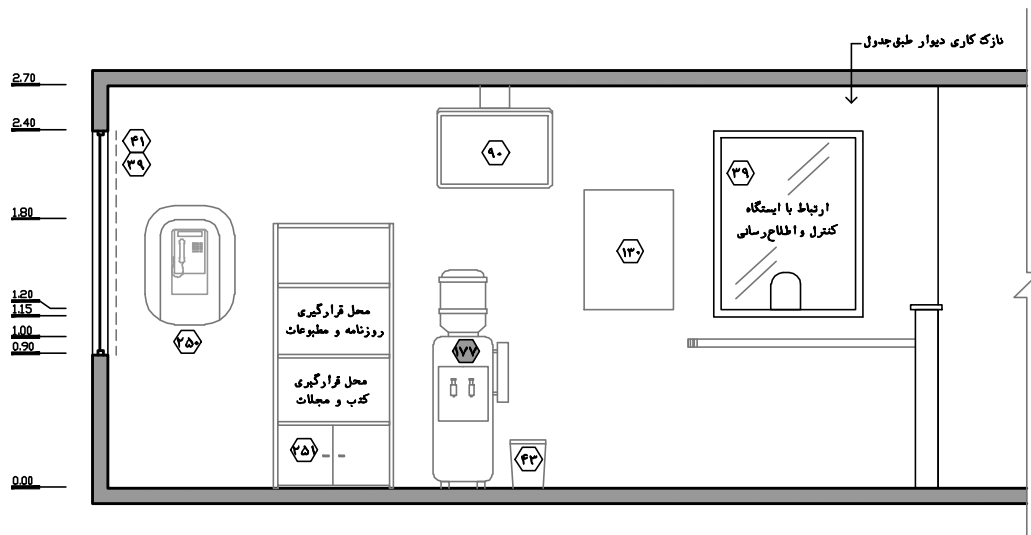 نازک کاری دیوار طبق جدول
2.70
2.40
1.80
1.20
1.15
1.00
0.90
0.00
۴۱
۳۹
۹۰
۳۹
ارتباط با ایستگاه
کنترل و اطلاع‌رسانی
۱۳۰
۲۵۰
محل قرارگیری
روزنامه و مطبوعات
۱۷۷
محل قرارگیری
کتب و مجلات
۲۵۱
۴۳